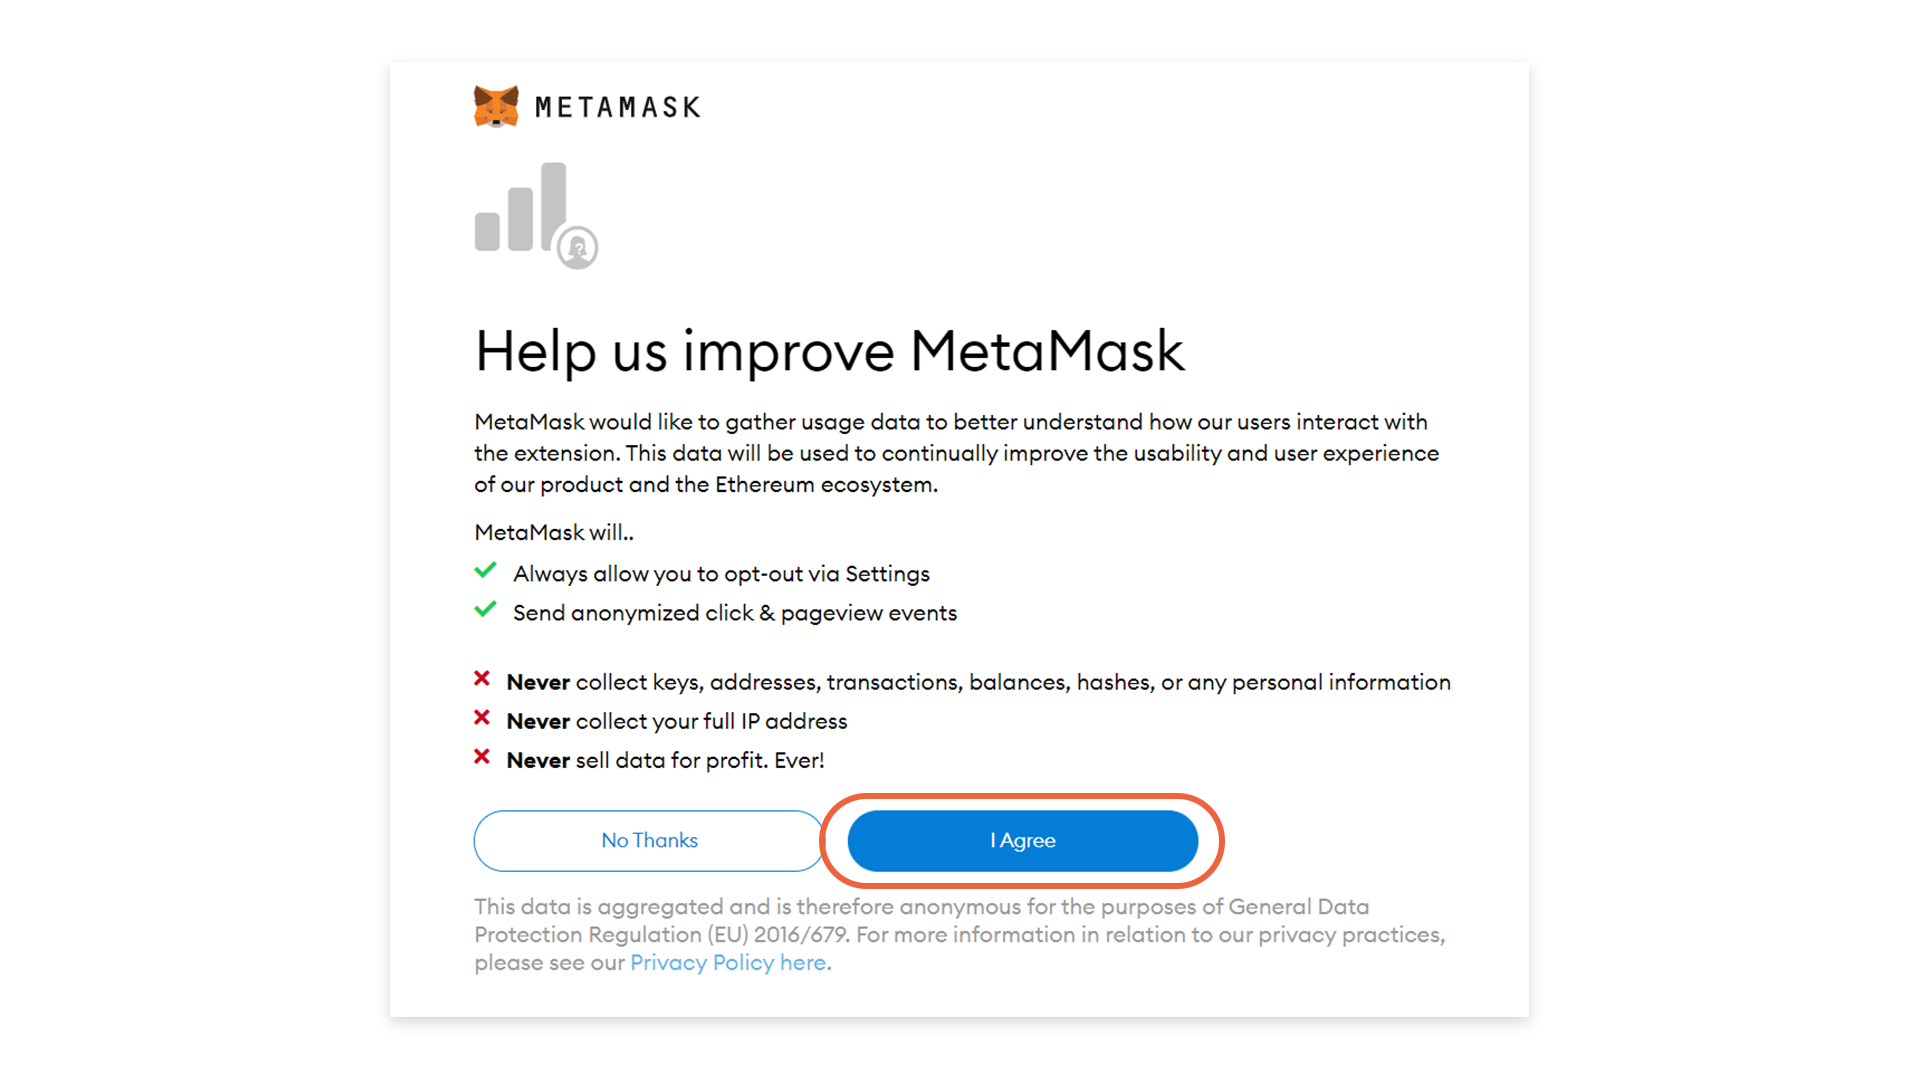 METAMASK
Help us improve MetaMask
MetaMask would like to gather usage data to better understand how our users interact with
the extension. This data will be used to continually improve the usability and user experience
of our product and the Ethereum ecosystem.
MetaMask will..
Always allow you to opt-out via Settings
Send anonymized click & pageview events
Never collect keys, addresses, transactions, balances, hashes, or any personal information
Never collect your full IP address
Never sell data for profit. Ever!
No Thanks
I Agree
This data is aggregated and is therefore anonymous for the purposes of General Data
Protection Regulation (EU) 2016/679. For more information in relation to our privacy practices,
please see our Privacy Policy here.